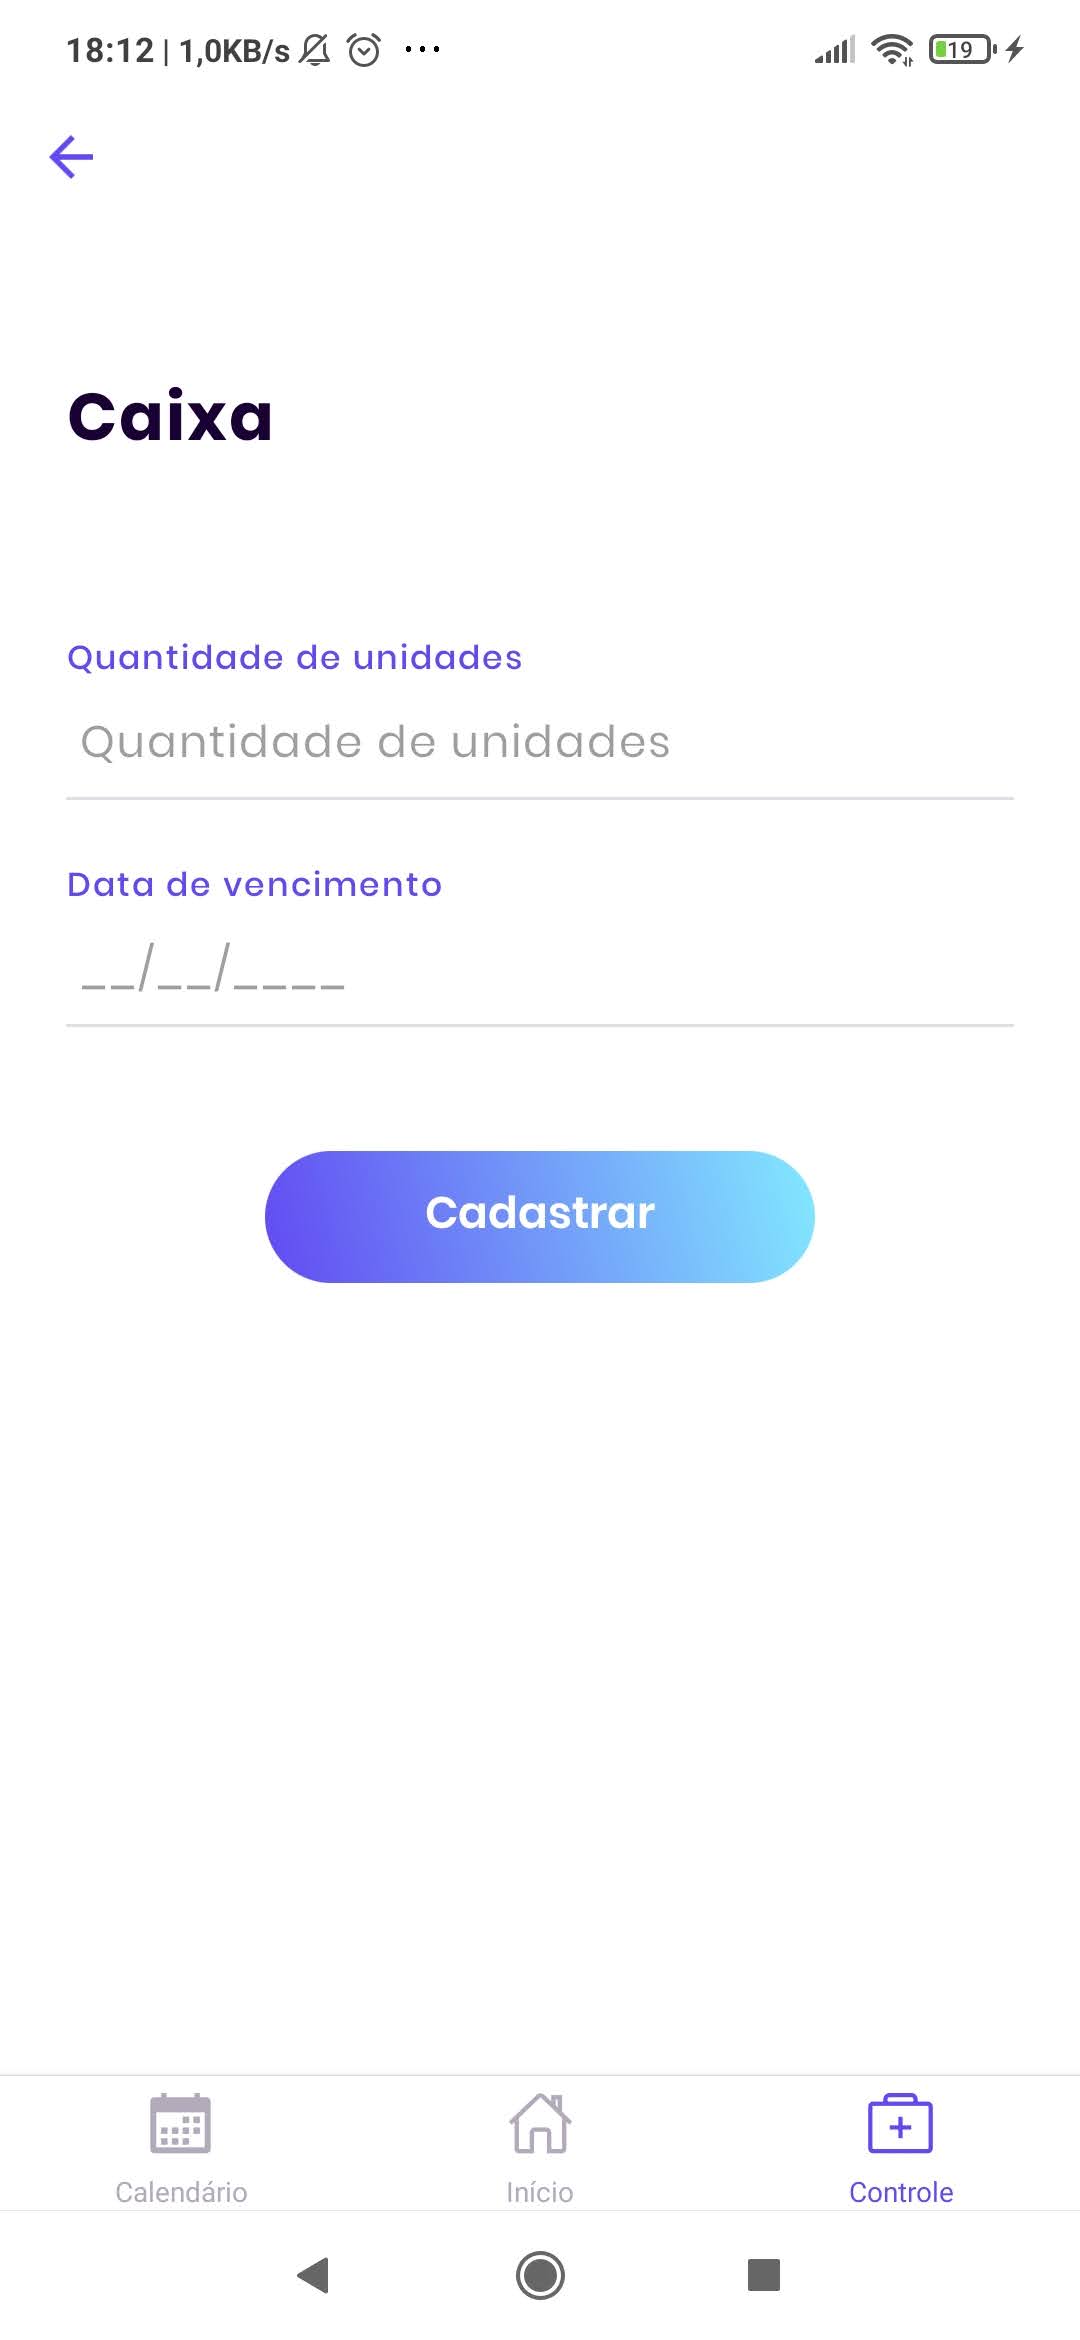 18:12 | 1,0KB/s ...
19
Caixa
Quantidade de unidades
Quantidade de unidades
Data de vencimento
__/__/____
Cadastrar
Calendário
Início
Controle